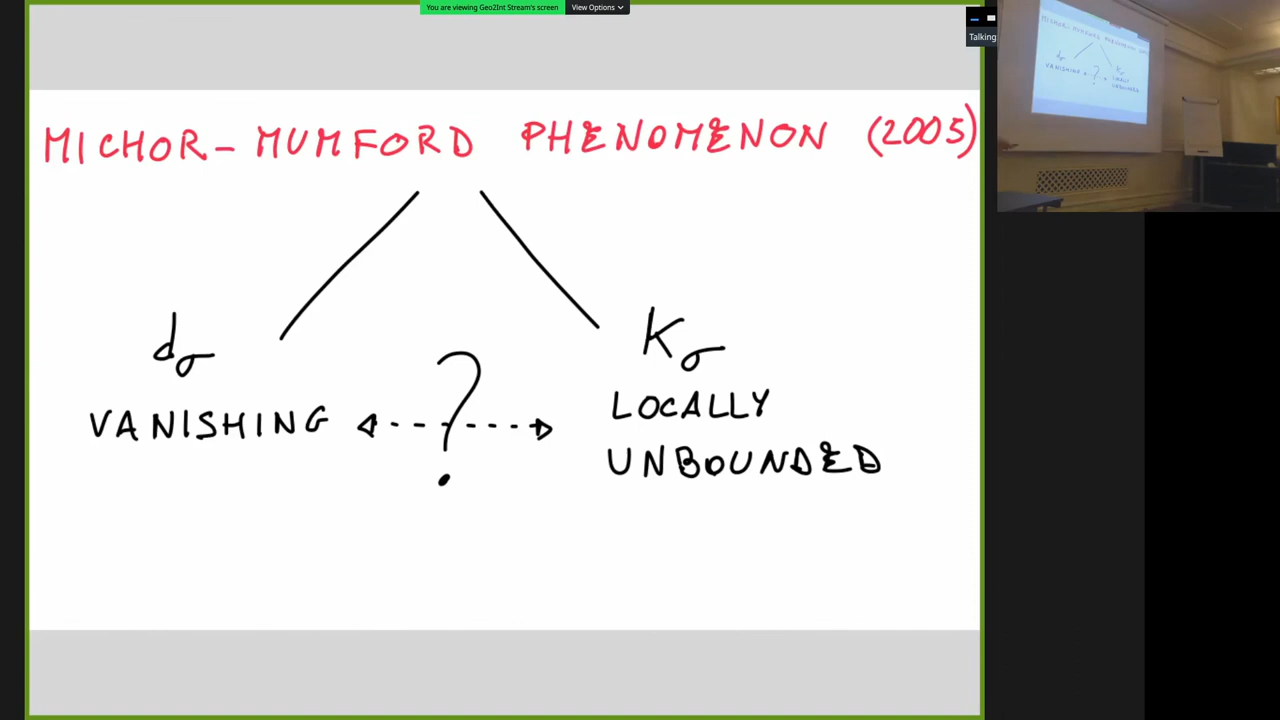 You are viewing Geo2Int Stream's screen View Options
Talking:
MICHOR-MUMFORD PHENOMENON (2005)
dσ Kσ
VANISHING ? LOCALLY
UNBOUNDED